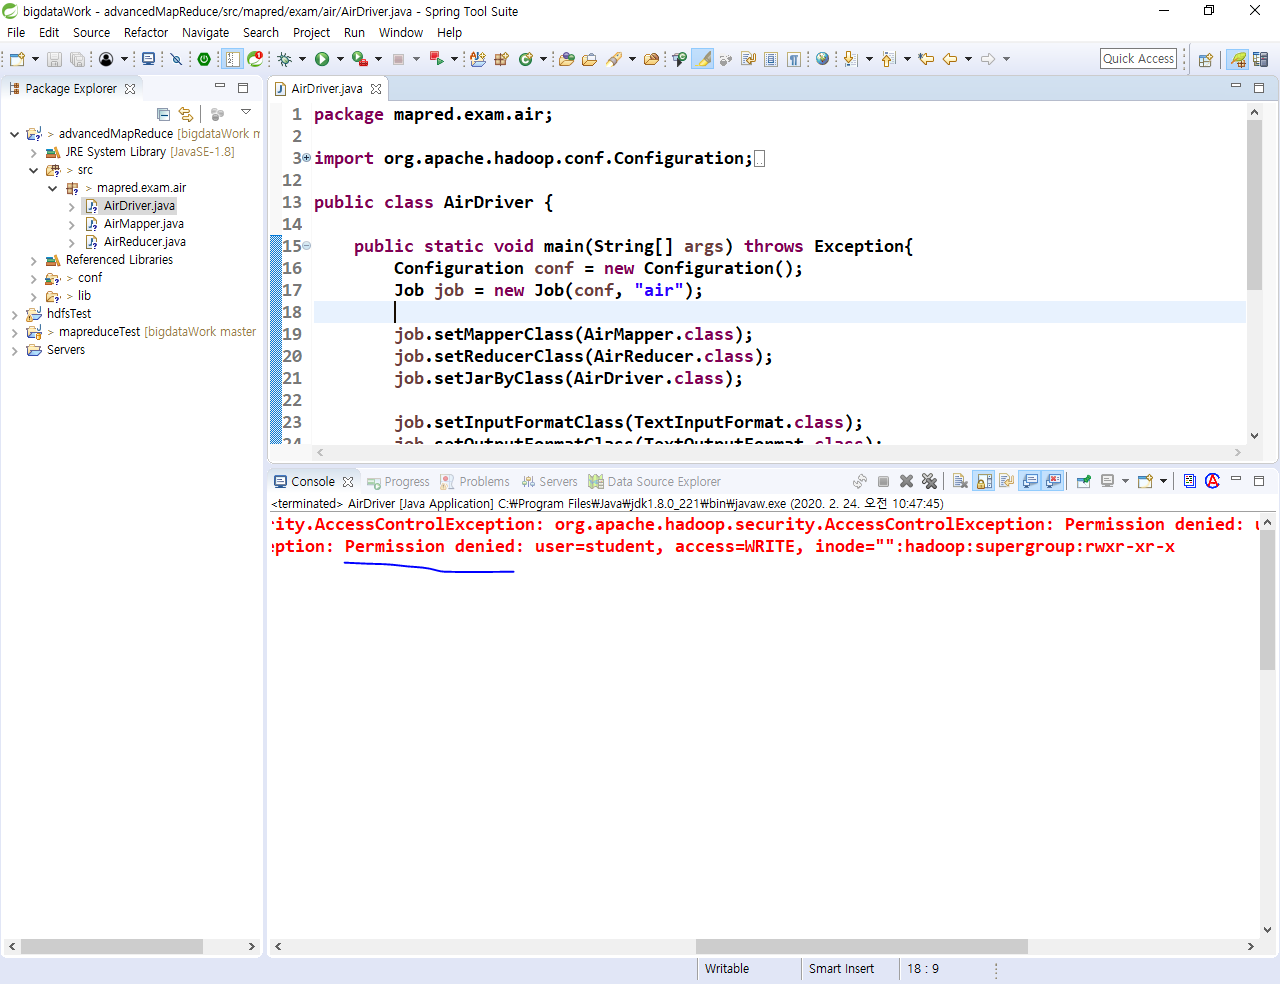 bigdataWork - advancedMapReduce/src/mapred/exam/air/AirDriver.java - Spring Tool Suite
File Edit Source Refactor Navigate Search Project Run Window Help
Quick Access
Package Explorer
> advancedMapReduce [bigdataWork m
JRE System Library [JavaSE-1.8]
> src
> mapred.exam.air
AirDriver.java
AirMapper.java
AirReducer.java
Referenced Libraries
> conf
> lib
hdfsTest
> mapreduceTest [bigdataWork master
Servers
AirDriver.java
1 package mapred.exam.air;
2
3 import org.apache.hadoop.conf.Configuration;
12
13 public class AirDriver {
14
15 public static void main(String[] args) throws Exception{
16 Configuration conf = new Configuration();
17 Job job = new Job(conf, "air");
18
19 job.setMapperClass(AirMapper.class);
20 job.setReducerClass(AirReducer.class);
21 job.setJarByClass(AirDriver.class);
22
23 job.setInputFormatClass(TextInputFormat.class);
24 job.setOutputFormatClass(TextOutputFormat.class);
Console Progress Problems Servers Data Source Explorer
<terminated> AirDriver [Java Application] C:₩Program Files₩Java₩jdk1.8.0_221₩bin₩javaw.exe (2020. 2. 24. 오전 10:47:45)
rity.AccessControlException: org.apache.hadoop.security.AccessControlException: Permission denied: u
eption: Permission denied: user=student, access=WRITE, inode="":hadoop:supergroup:rwxr-xr-x
Writable Smart Insert 18 : 9